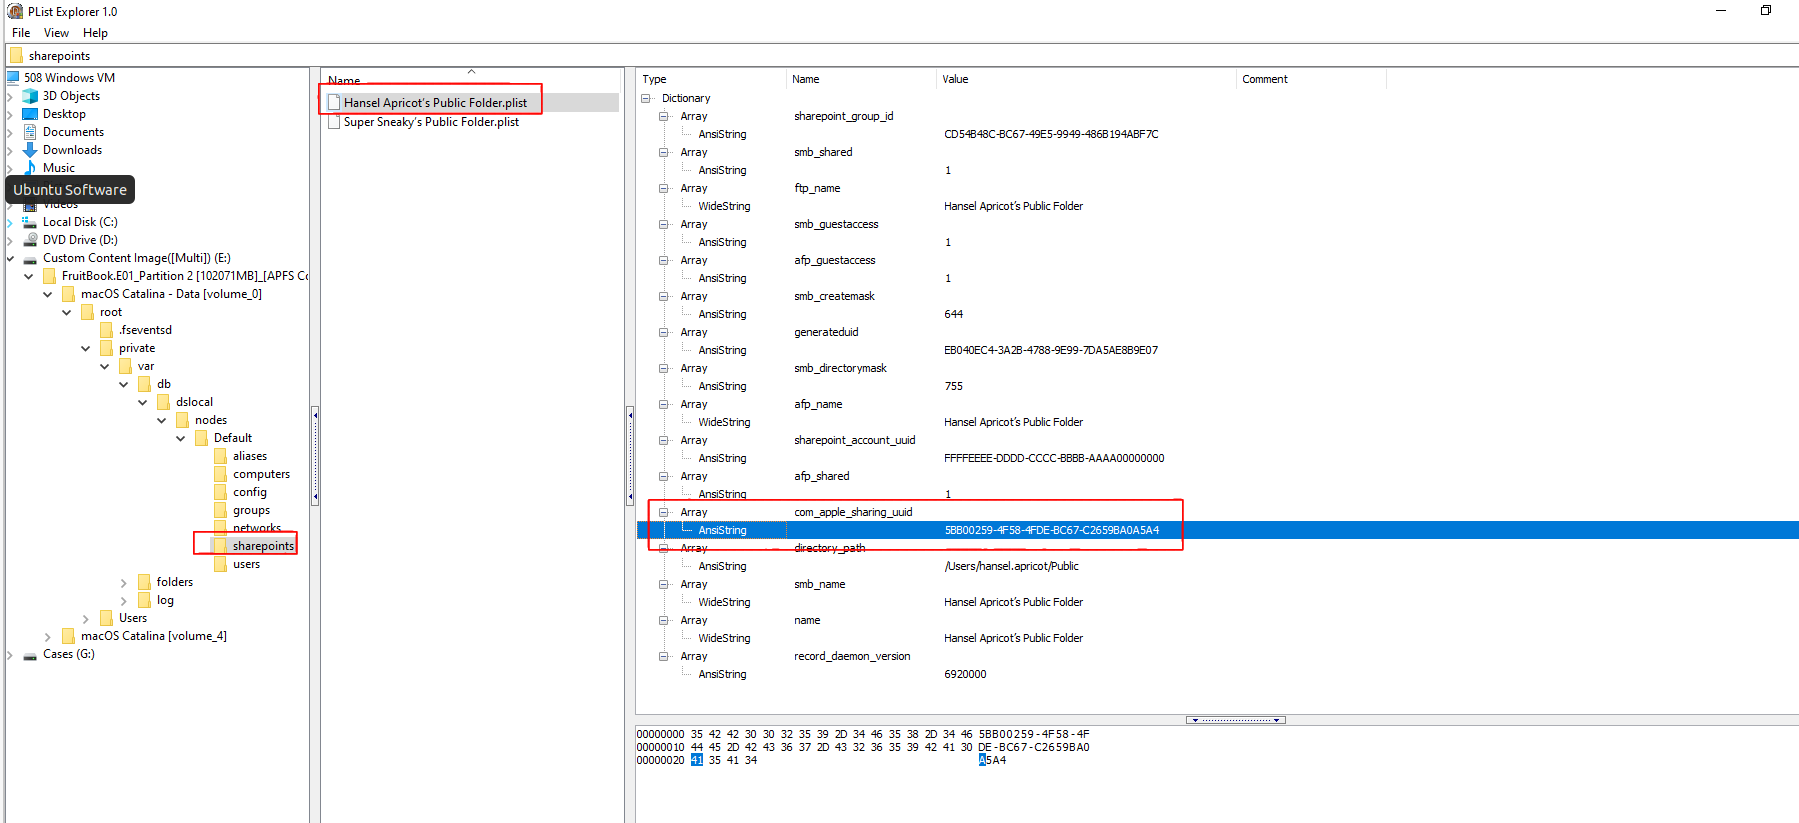 PList Explorer 1.0
File View Help
sharepoints
508 Windows VM
3D Objects
Desktop
Documents
Downloads
Music
Ubuntu Software
Videos
Local Disk (C:)
DVD Drive (D:)
Custom Content Image([Multi]) (E:)
FruitBook.E01_Partition 2 [102071MB]_[APFS Co
macOS Catalina - Data [volume_0]
root
.fseventsd
private
var
db
dslocal
nodes
Default
aliases
computers
config
groups
networks
sharepoints
users
folders
log
Users
macOS Catalina [volume_4]
Cases (G:)
Name
Hansel Apricot's Public Folder.plist
Super Sneaky's Public Folder.plist
Type Name Value Comment
Dictionary
Array sharepoint_group_id
AnsiString CD54B48C-BC67-49E5-9949-486B194ABF7C
Array smb_shared
AnsiString 1
Array ftp_name
WideString Hansel Apricot’s Public Folder
Array smb_guestaccess
AnsiString 1
Array afp_guestaccess
AnsiString 1
Array smb_createmask
AnsiString 644
Array generateduid
AnsiString EB040EC4-3A2B-4788-9E99-7DA5AE8B9E07
Array smb_directorymask
AnsiString 755
Array afp_name
WideString Hansel Apricot’s Public Folder
Array sharepoint_account_uuid
AnsiString FFFFEEEE-DDDD-CCCC-BBBB-AAAA00000000
Array afp_shared
AnsiString 1
Array com_apple_sharing_uuid
AnsiString 5BB00259-4F58-4FDE-BC67-C2659BA0A5A4
Array directory_path
AnsiString /Users/hansel.apricot/Public
Array smb_name
WideString Hansel Apricot’s Public Folder
Array name
WideString Hansel Apricot’s Public Folder
Array record_daemon_version
AnsiString 6920000
00000000 35 42 42 30 30 32 35 39 2D 34 46 35 38 2D 34 46 5BB00259-4F58-4F
00000010 44 45 2D 42 43 36 37 2D 43 32 36 35 39 42 41 30 DE-BC67-C2659BA0
00000020 41 35 41 34 A5A4